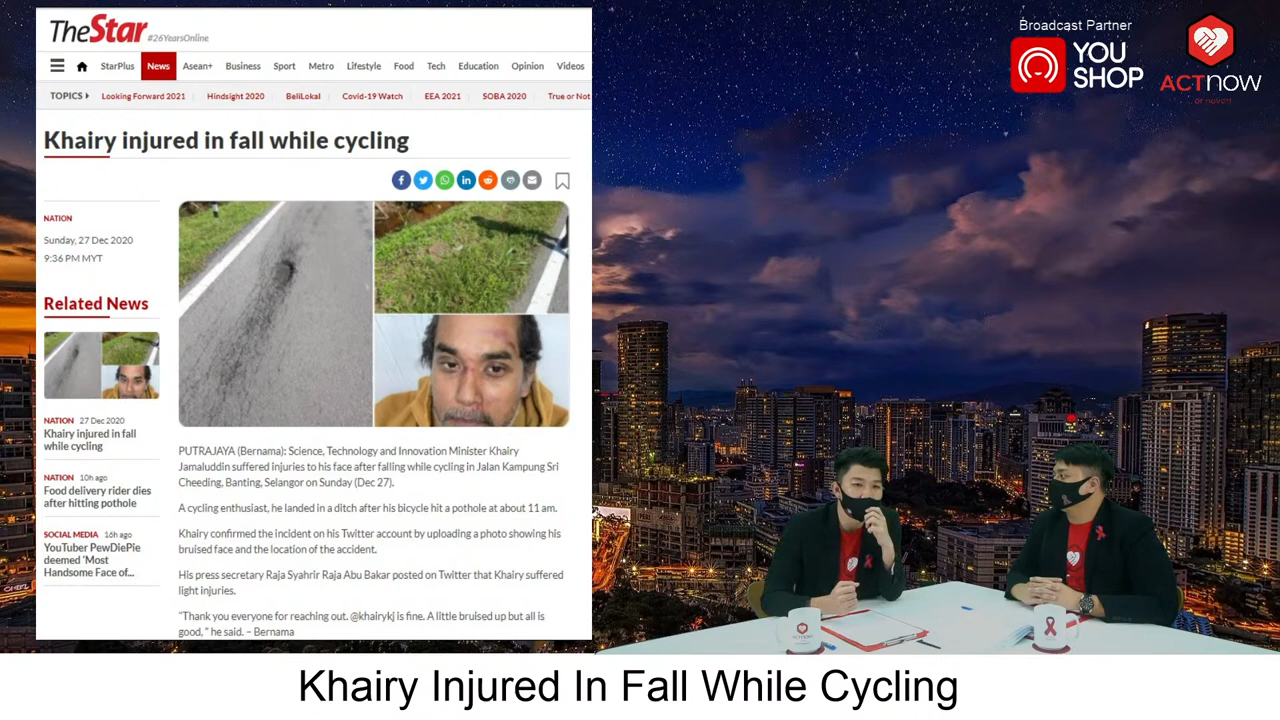 TheStar #26YearsOnline
StarPlus News Asean+ Business Sport Metro Lifestyle Food Tech Education Opinion Videos
TOPICS Looking Forward 2021 Hindsight 2020 BeliLokal Covid-19 Watch EEA 2021 SOBA 2020 True or Not
Khairy injured in fall while cycling
NATION
Sunday, 27 Dec 2020
9:36 PM MYT
Related News
NATION 27 Dec 2020
Khairy injured in fall
while cycling
NATION 10h ago
Food delivery rider dies
after hitting pothole
SOCIAL MEDIA 16h ago
YouTuber PewDiePie
deemed 'Most
Handsome Face of...
PUTRAJAYA (Bernama): Science, Technology and Innovation Minister Khairy
Jamaluddin suffered injuries to his face after falling while cycling in Jalan Kampung Sri
Cheeding, Banting, Selangor on Sunday (Dec 27).
A cycling enthusiast, he landed in a ditch after his bicycle hit a pothole at about 11 am.
Khairy confirmed the incident on his Twitter account by uploading a photo showing his
bruised face and the location of the accident.
His press secretary Raja Syahrir Raja Abu Bakar posted on Twitter that Khairy suffered
light injuries.
"Thank you everyone for reaching out. @khairykj is fine. A little bruised up but all is
good, " he said. – Bernama
Broadcast Partner
YOU
SHOP
ACTNOW
...or never!
Khairy Injured In Fall While Cycling